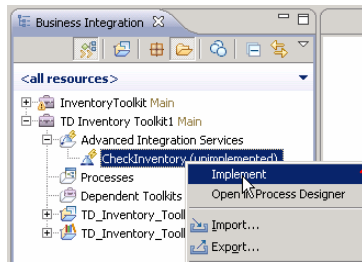 Business Integration
<all resources>
InventoryToolkit Main
TD Inventory Toolkit1 Main
Advanced Integration Services
CheckInventory (unimplemented)
Implement
Processes
Open in Process Designer
Dependent Toolkits
TD_Inventory_Tool
Import...
TD_Inventory_Tool
Export...